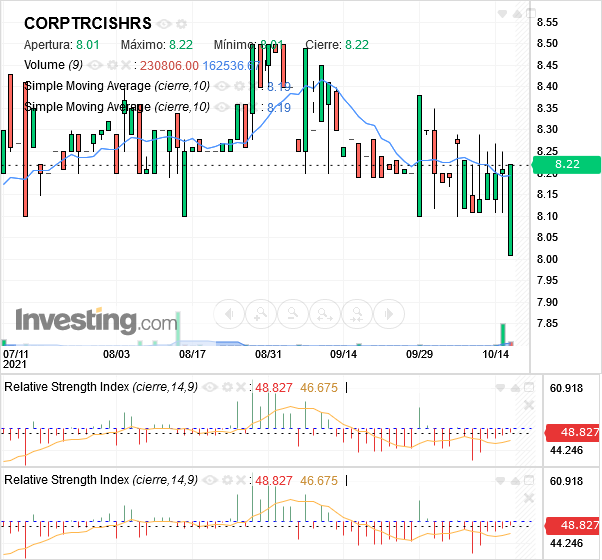 CORPTRCISHRS
Apertura: 8.01 Máximo: 8.22 Mínimo: 8.01 Cierre: 8.22
Volume (9) 230806.00 162536.67
Simple Moving Average (cierre,10) 8.19
Simple Moving Average (cierre,10) 8.19
8.55
8.50
8.45
8.40
8.35
8.30
8.25
8.22
8.20
8.15
8.10
8.05
8.00
7.95
7.90
7.85
Investing.com
07/11 08/03 08/17 08/31 09/14 09/29 10/14
2021
Relative Strength Index (cierre,14,9) 48.827 46.675
60.918
48.827
44.246
Relative Strength Index (cierre,14,9) 48.827 46.675
60.918
48.827
44.246